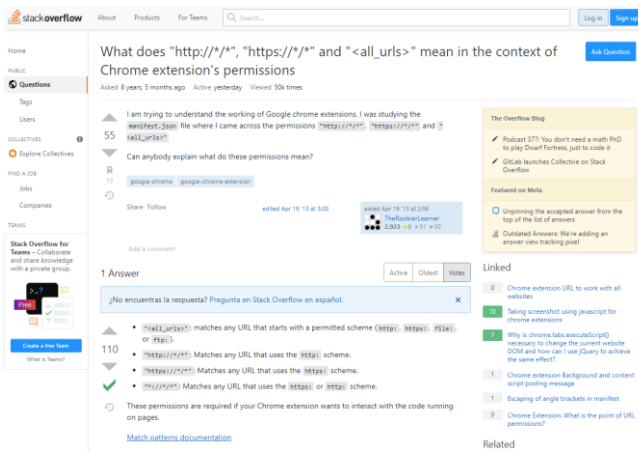 stackoverflow
About
Products
For Teams
Search...
Log in
Sign up
Home
PUBLIC
Questions
Tags
Users
COLLECTIVES
Explore Collectives
FIND A JOB
Jobs
Companies
TEAMS
Stack Overflow for
Teams – Collaborate
and share knowledge
with a private group.
Free
Create a free Team
What is Teams?
What does "http://*/*", "https://*/*" and "<all_urls>" mean in the context of
Chrome extension's permissions
Ask Question
Asked 8 years, 5 months ago Active yesterday Viewed 50k times
55
13
I am trying to understand the working of Google chrome extensions. I was studying the
manifest.json file where I came across the permissions "http://*/*", "https://*/*" and "
<all_urls>"
Can anybody explain what do these permissions mean?
google-chrome google-chrome-extension
Share Follow
edited Apr 19 '13 at 3:00
asked Apr 19 '13 at 2:56
TheRookierLearner
2,923 5 31 50
Add a comment
1 Answer
Active Oldest Votes
¿No encuentras la respuesta? Pregunta en Stack Overflow en español.
110
"<all_urls>": matches any URL that starts with a permitted scheme (http:, https:, file:,
or ftp:).
"http://*/*": Matches any URL that uses the http: scheme.
"https://*/*": Matches any URL that uses the https: scheme.
"*://*/*": Matches any URL that uses the https: or http: scheme.
These permissions are required if your Chrome extension wants to interact with the code running
on pages.
Match patterns documentation
The Overflow Blog
Podcast 377: You don't need a math PhD
to play Dwarf Fortress, just to code it
GitLab launches Collective on Stack
Overflow
Featured on Meta
Unpinning the accepted answer from the
top of the list of answers
Outdated Answers: We're adding an
answer view tracking pixel
Linked
0 Chrome extension URL to work with all
websites
72 Taking screenshot using javascript for
chrome extensions
7 Why is chrome.tabs.executeScript()
necessary to change the current website
DOM and how can I use jQuery to achieve
the same effect?
1 Chrome extension Background and content
script posting message
1 Escaping of angle brackets in manifest
0 Chrome Extension: What is the point of URL
permissions?
Related